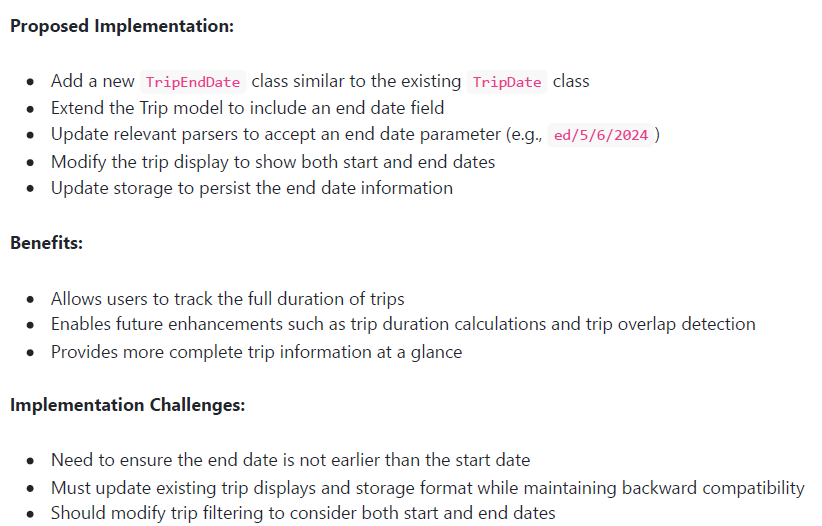 Proposed Implementation:
• Add a new TripEndDate class similar to the existing TripDate class
• Extend the Trip model to include an end date field
• Update relevant parsers to accept an end date parameter (e.g., ed/5/6/2024)
• Modify the trip display to show both start and end dates
• Update storage to persist the end date information
Benefits:
• Allows users to track the full duration of trips
• Enables future enhancements such as trip duration calculations and trip overlap detection
• Provides more complete trip information at a glance
Implementation Challenges:
• Need to ensure the end date is not earlier than the start date
• Must update existing trip displays and storage format while maintaining backward compatibility
• Should modify trip filtering to consider both start and end dates